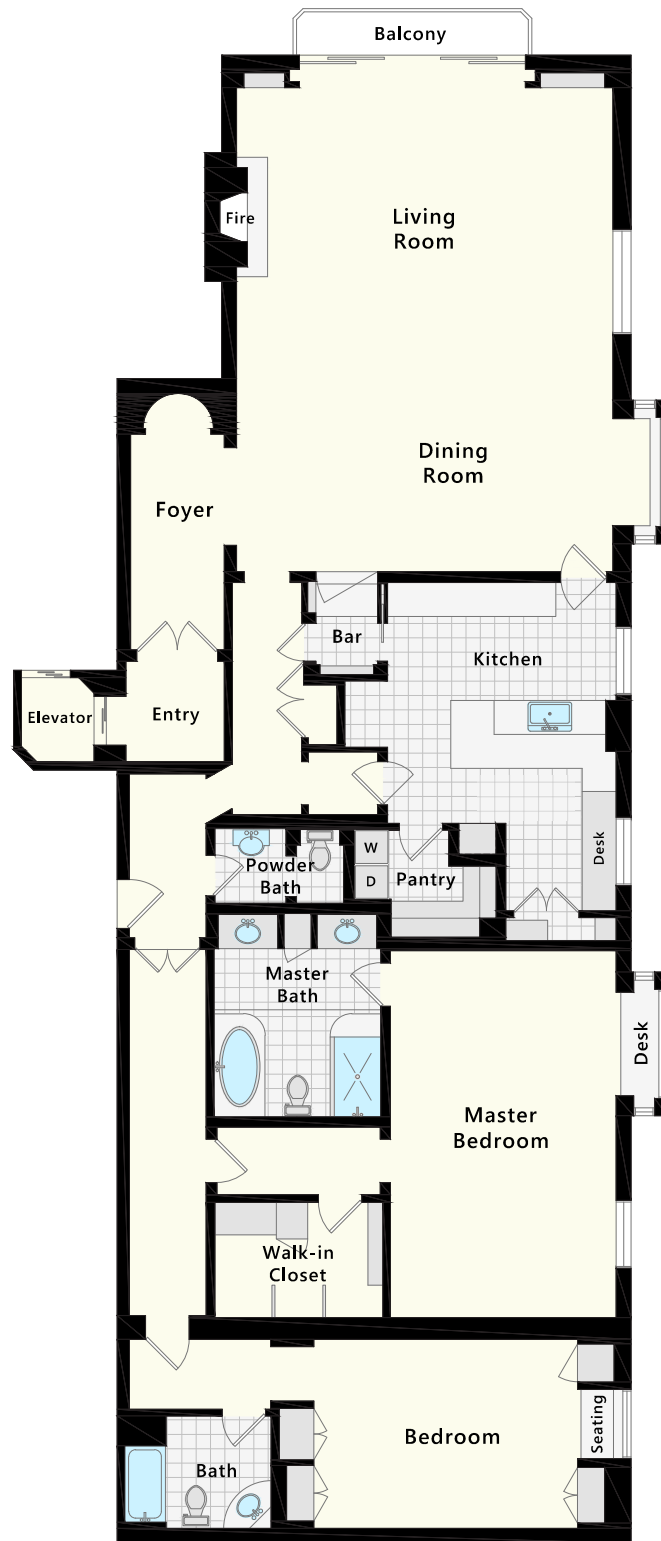 Balcony
Fire
Living
Room
Dining
Room
Foyer
Bar
Kitchen
Elevator
Entry
Desk
W
D
Powder
Bath
Pantry
Master
Bath
Desk
Master
Bedroom
Walk-in
Closet
Seating
Bedroom
Bath